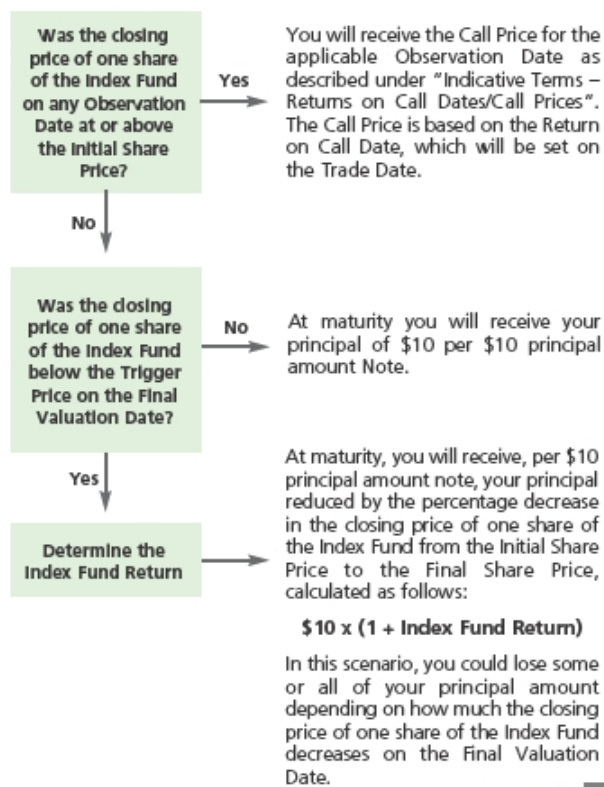 Was the closing
price of one share
of the Index Fund
on any Observation
Date at or above
the Initial Share
Price?
Yes
You will receive the Call Price for the
applicable Observation Date as
described under “Indicative Terms –
Returns on Call Dates/Call Prices”.
The Call Price is based on the Return
on Call Date, which will be set on
the Trade Date.
No
Was the closing
price of one share
of the Index Fund
below the Trigger
Price on the Final
Valuation Date?
No
At maturity you will receive your
principal of $10 per $10 principal
amount Note.
Yes
Determine the
Index Fund Return
At maturity, you will receive, per $10
principal amount note, your principal
reduced by the percentage decrease
in the closing price of one share of
the Index Fund from the Initial Share
Price to the Final Share Price,
calculated as follows:
$10 x (1 + Index Fund Return)
In this scenario, you could lose some
or all of your principal amount
depending on how much the closing
price of one share of the Index Fund
decreases on the Final Valuation
Date.